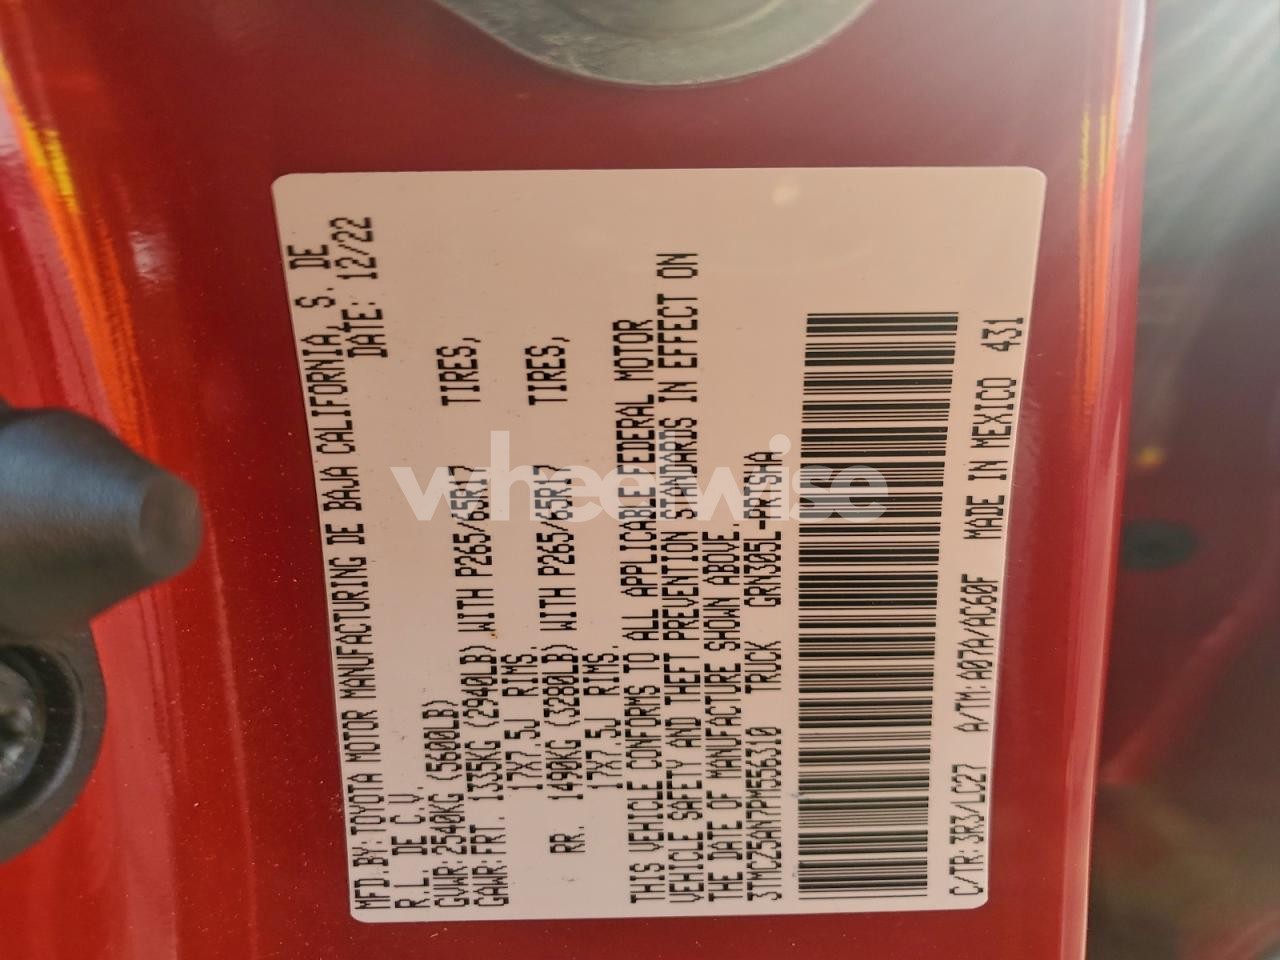 MFD.BY:TOYOTA MOTOR MANUFACTURING DE BAJA CALIFORNIA, S. DE
R.L. DE C.V. DATE: 12/22
GVWR:2540KG (5600LB)
GAWR:FRT. 1335KG (2940LB) WITH P265/65R17 TIRES,
17X7.5J RIMS.
RR. 1490KG (3280LB) WITH P265/65R17 TIRES,
17X7.5J RIMS.
THIS VEHICLE CONFORMS TO ALL APPLICABLE FEDERAL MOTOR
VEHICLE SAFETY AND THEFT PREVENTION STANDARDS IN EFFECT ON
THE DATE OF MANUFACTURE SHOWN ABOVE.
3TMCZ5AN7PM556310 TRUCK GRN305L-PRTSHA
C/TR:3R3/LC27 A/TM:A07A/AC60F MADE IN MEXICO 431
wheelwise